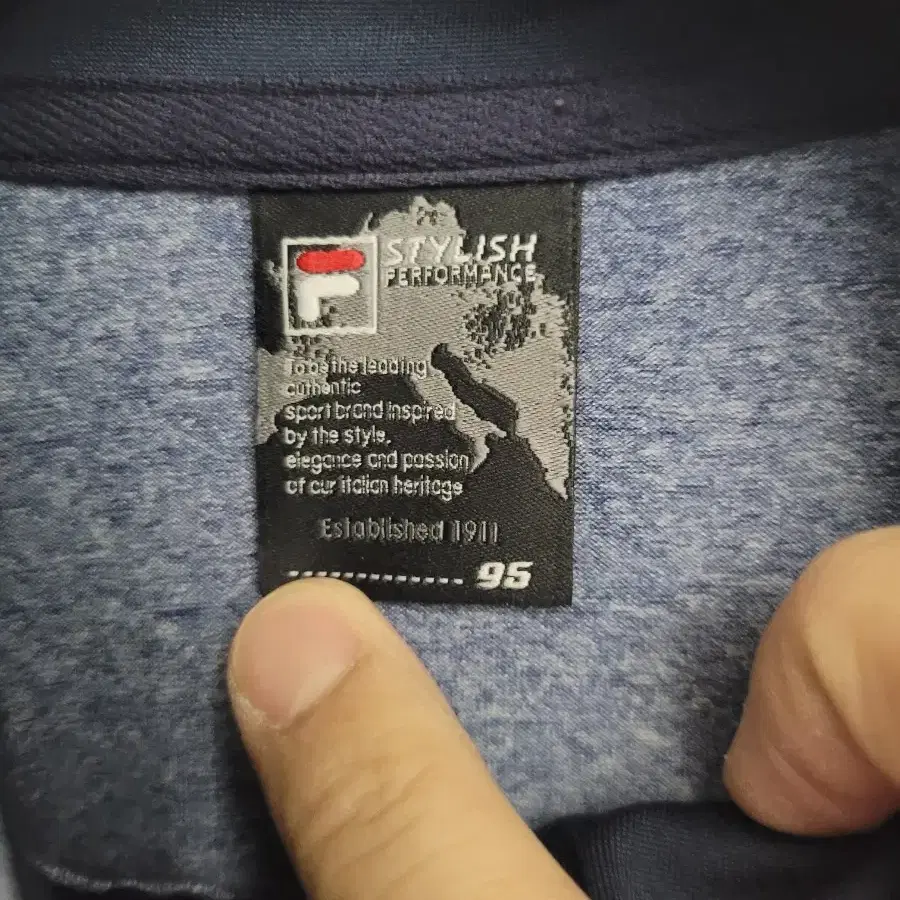 F
STYLISH
PERFORMANCE
To be the leading
authentic
sport brand inspired
by the style,
elegance and passion
of our italian heritage
Established 1911
............. 95